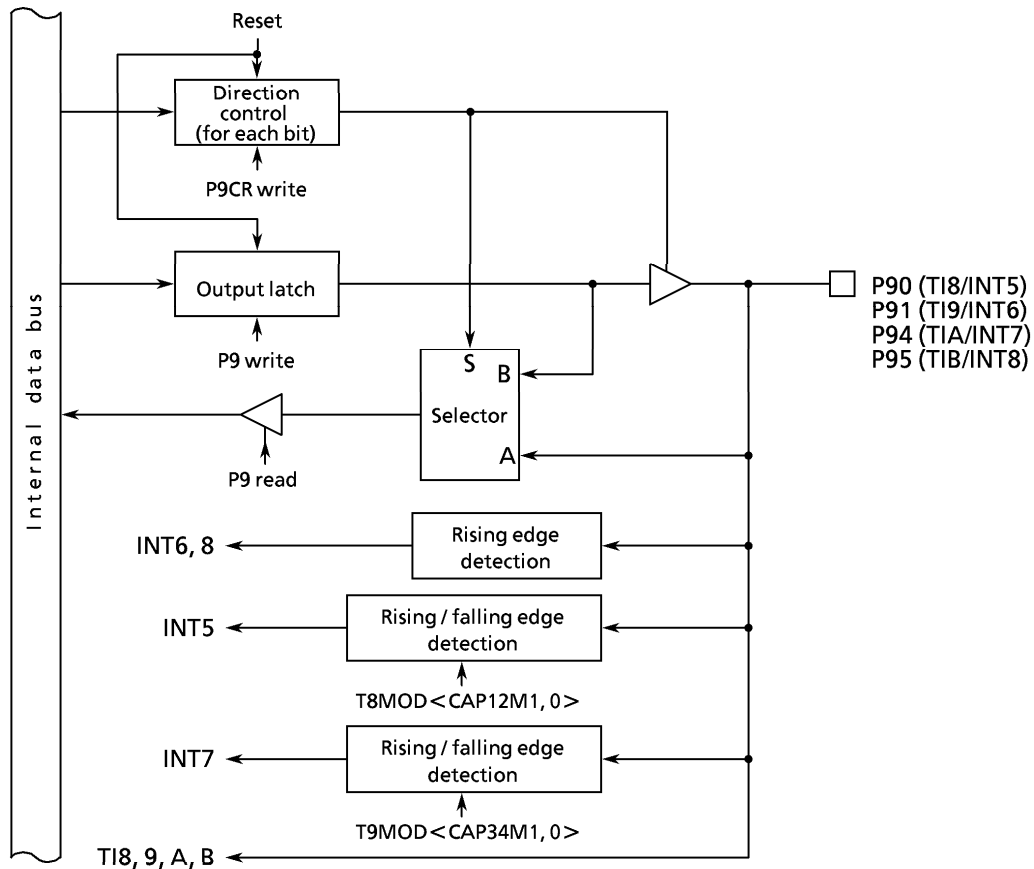 Reset
Direction
control
(for each bit)
P9CR write
Output latch
P9 write
P90 (TI8/INT5)
P91 (TI9/INT6)
P94 (TIA/INT7)
P95 (TIB/INT8)
S
B
Selector
A
P9 read
Internal data bus
Rising edge
detection
INT6, 8
Rising / falling edge
detection
INT5
T8MOD<CAP12M1, 0>
Rising / falling edge
detection
INT7
T9MOD<CAP34M1, 0>
TI8, 9, A, B